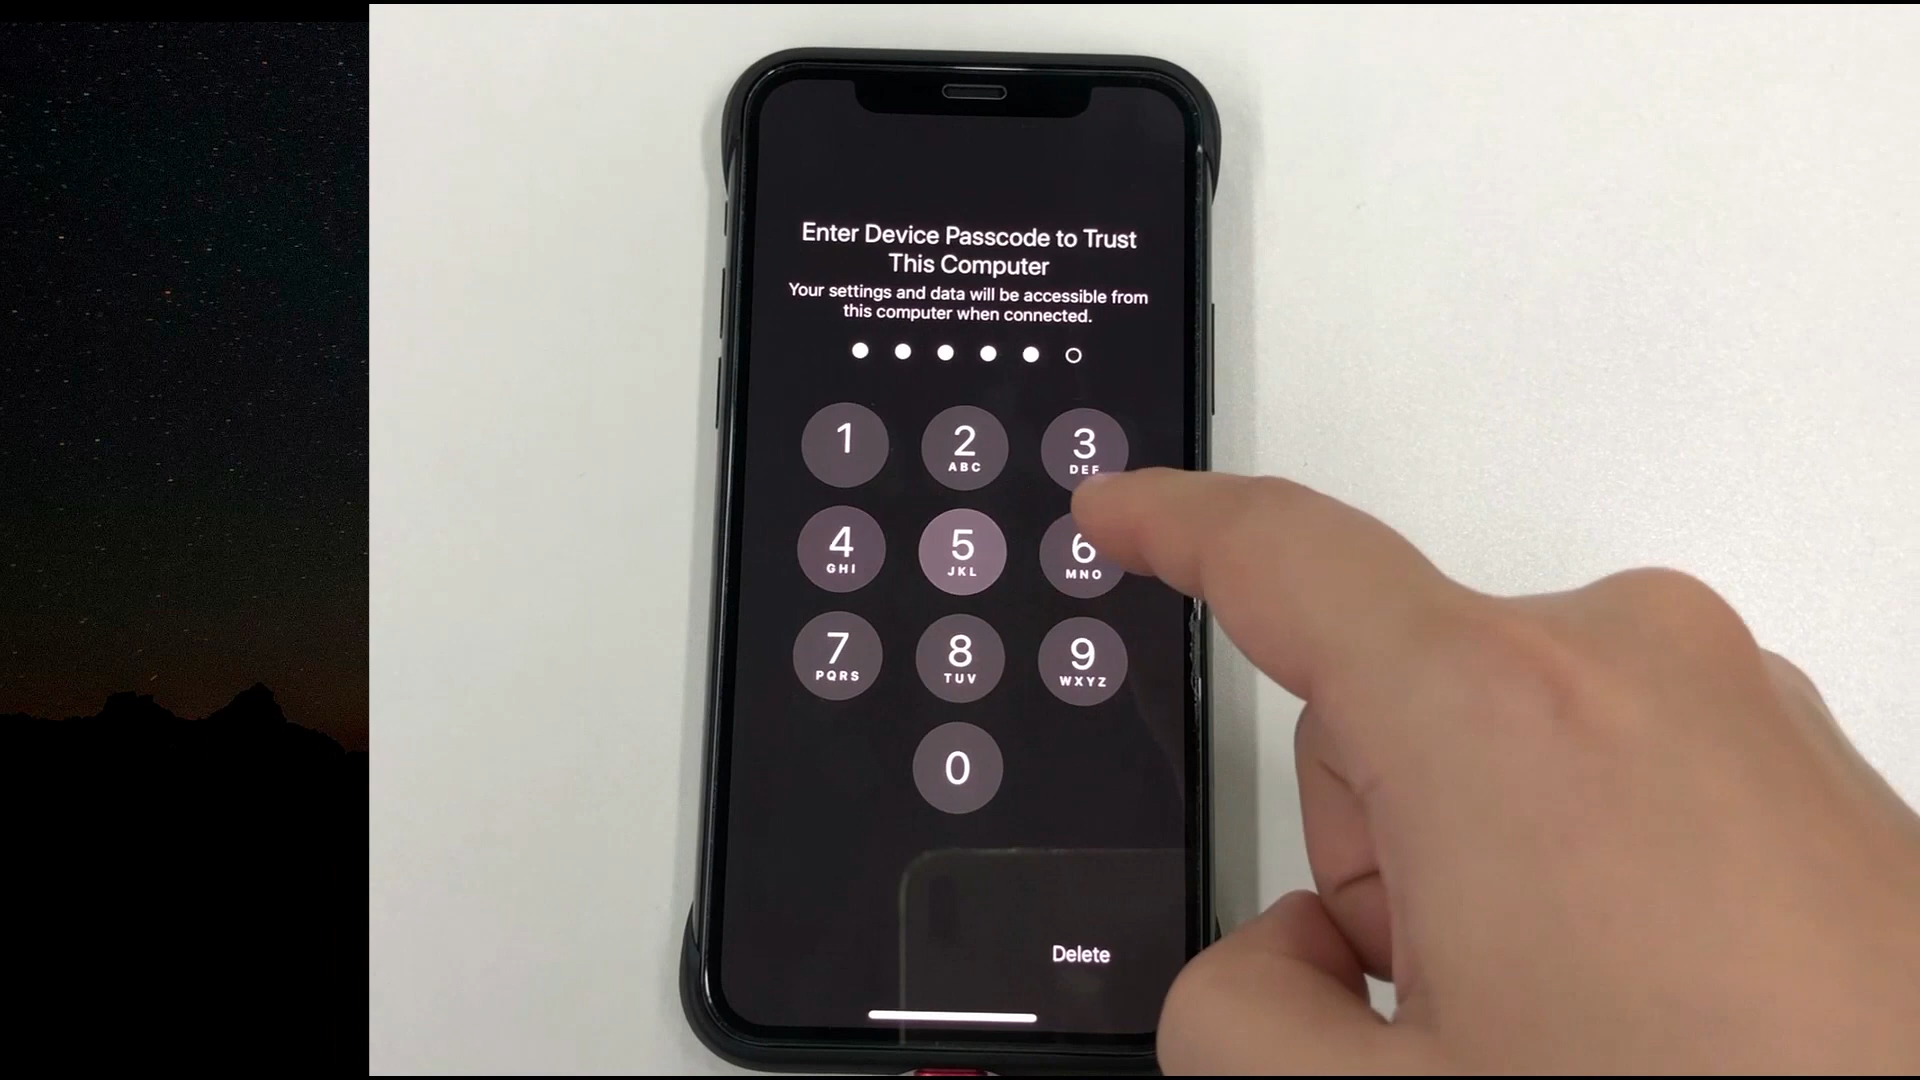 Enter Device Passcode to Trust
This Computer
Your settings and data will be accessible from
this computer when connected.
1
2
ABC
3
DEF
4
GHI
5
JKL
6
MNO
7
PQRS
8
TUV
9
WXYZ
0
Delete